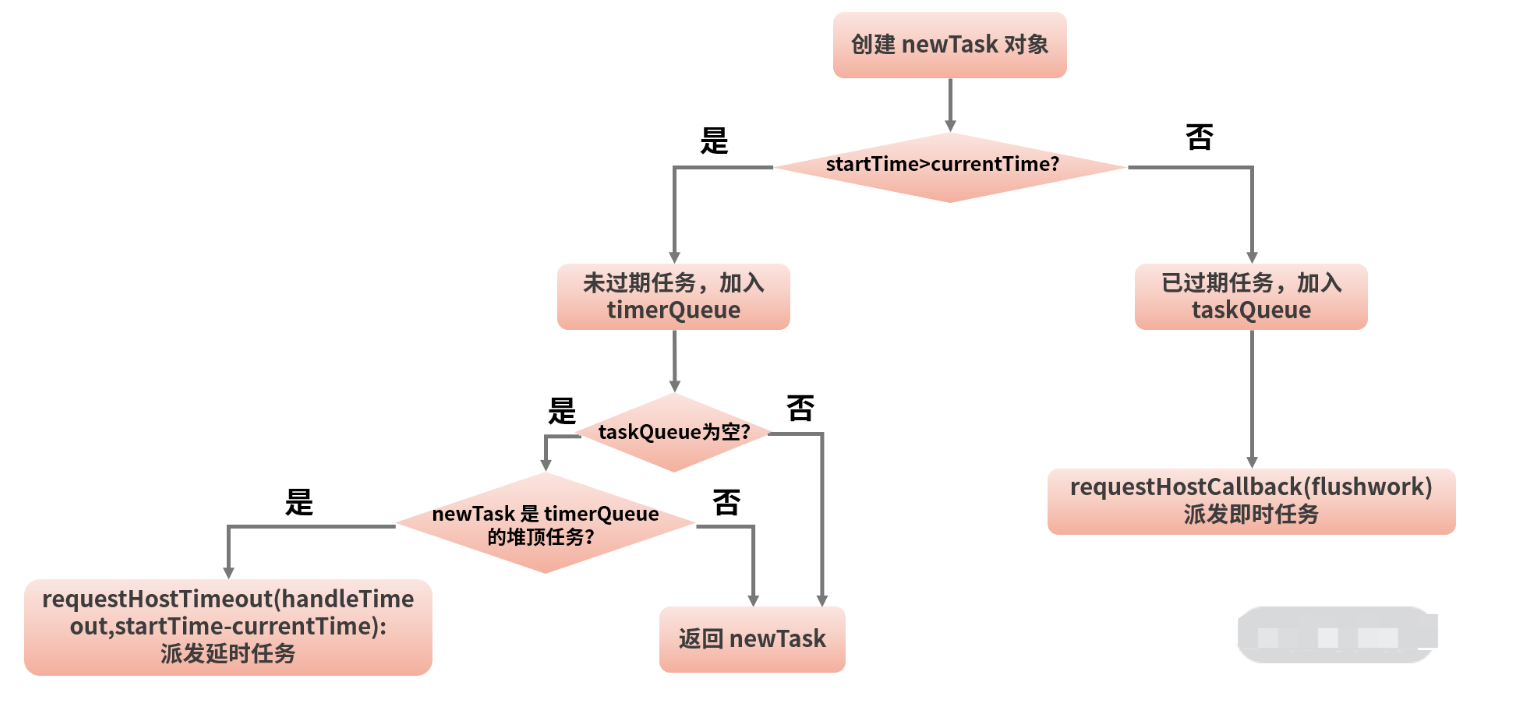 创建 newTask 对象
是
否
startTime>currentTime?
未过期任务，加入
timerQueue
已过期任务，加入
taskQueue
是
否
taskQueue为空？
是
否
newTask 是 timerQueue
的堆顶任务？
requestHostCallback(flushwork)
派发即时任务
requestHostTimeout(handleTime
out,startTime-currentTime):
派发延时任务
返回 newTask